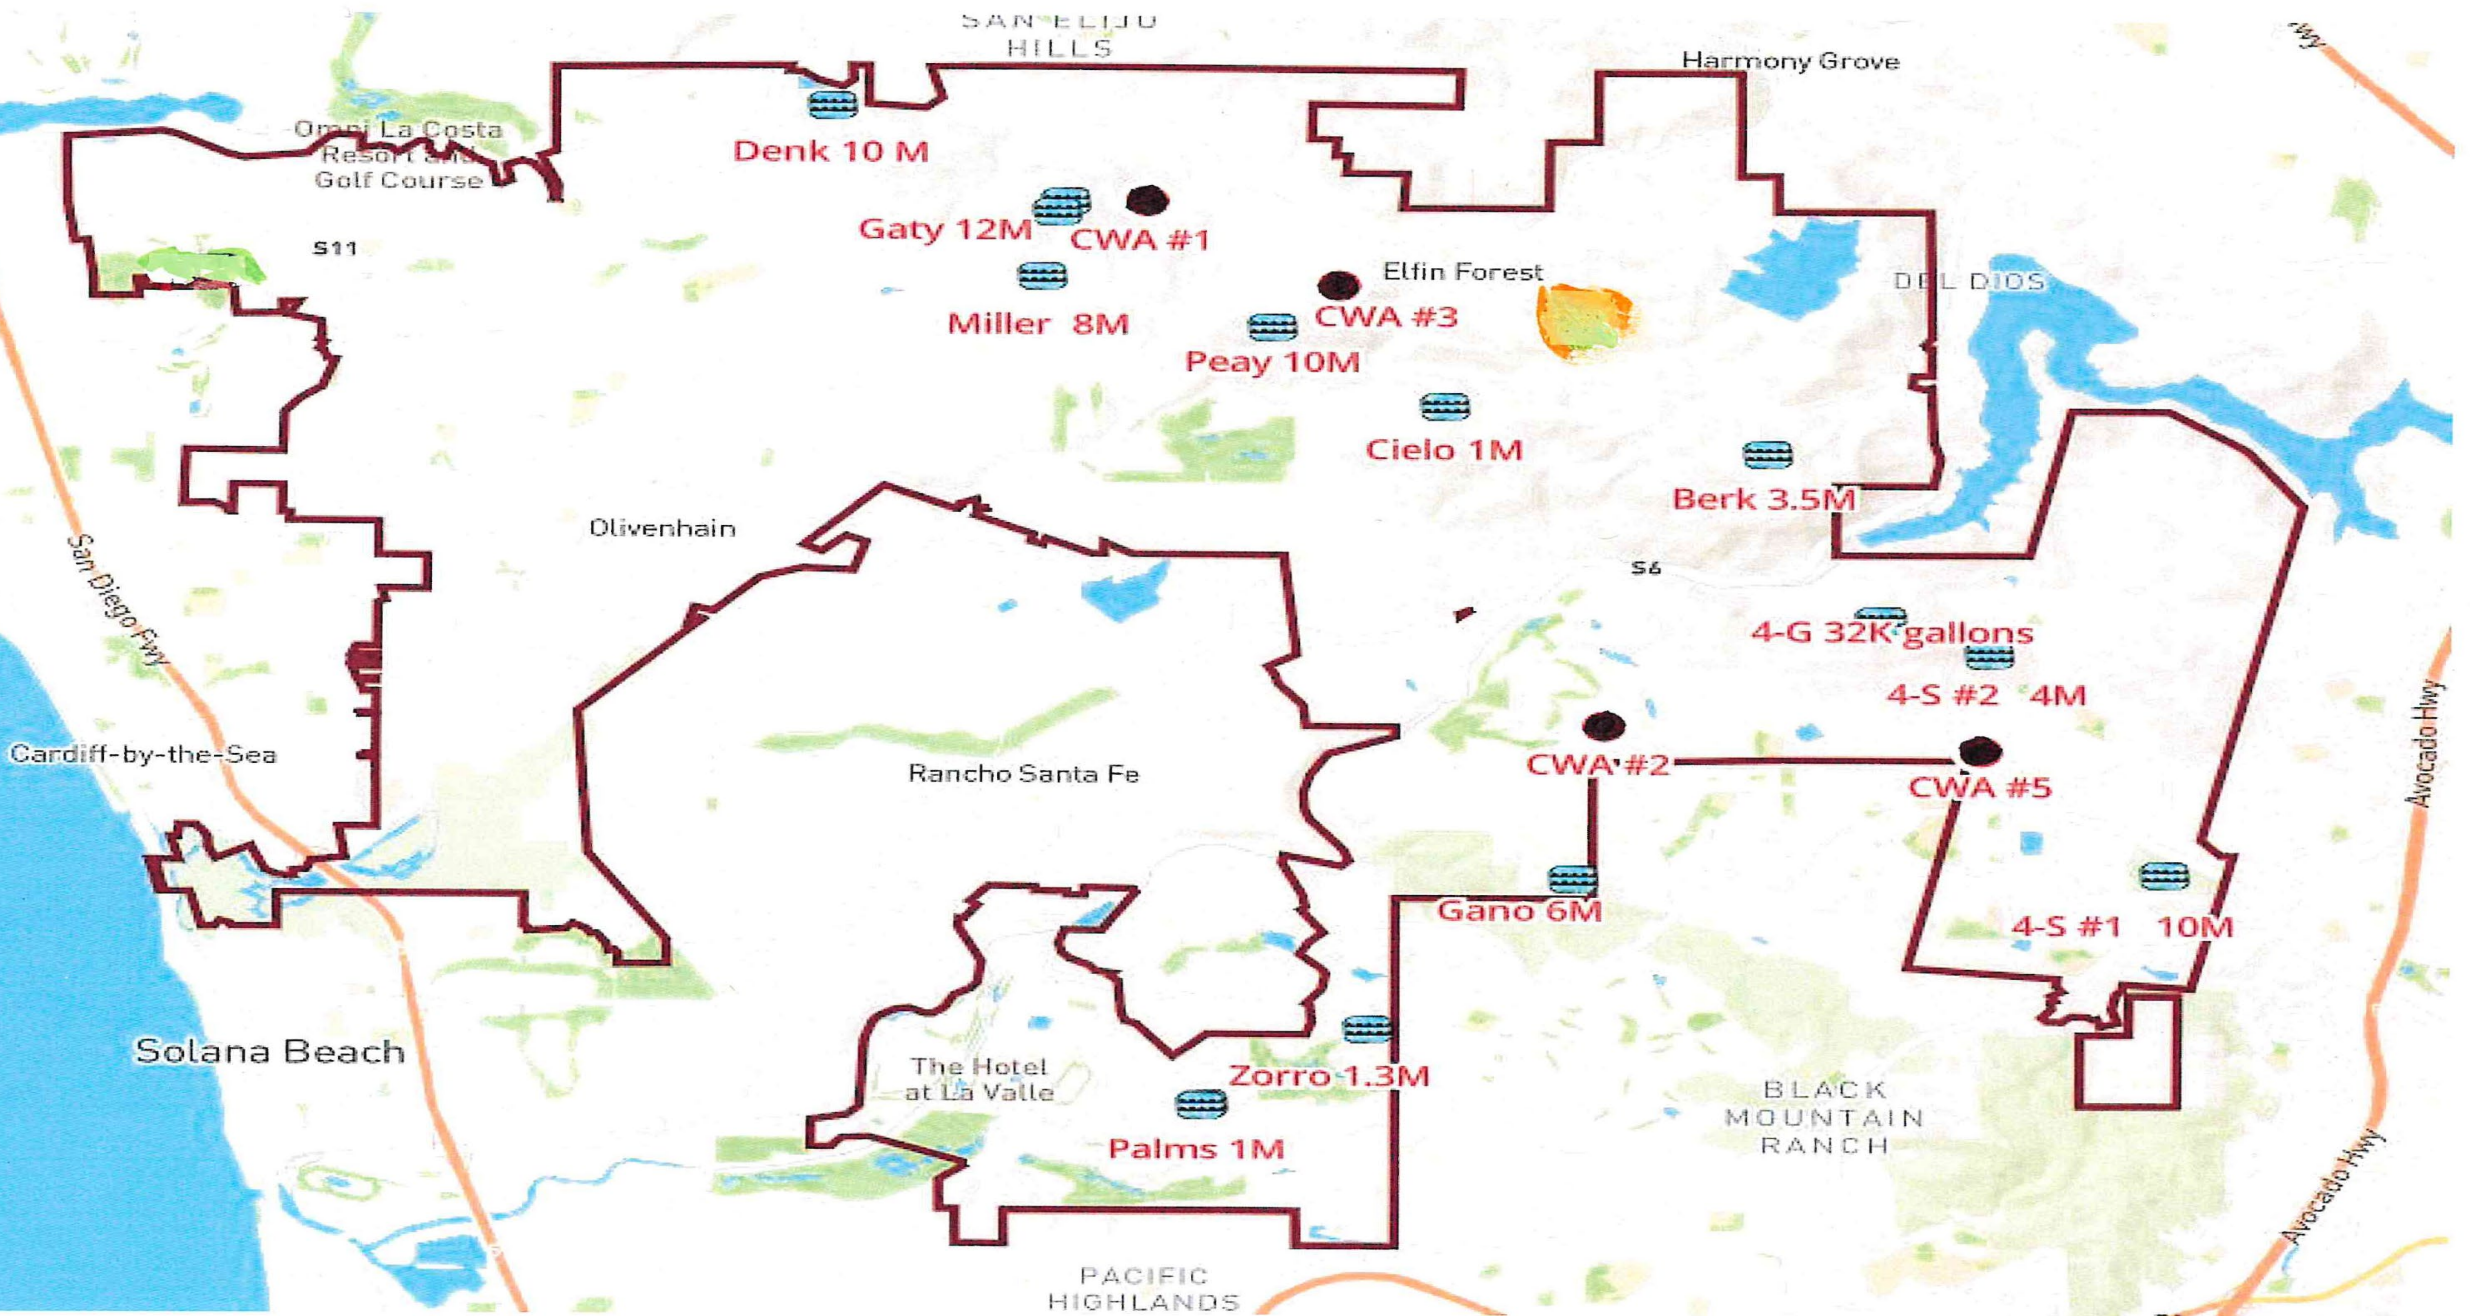 SAN ELIJO
HILLS
Harmony Grove
Omni La Costa
Resort and
Golf Course
Denk 10 M
S11
Gaty 12M
CWA #1
Elfin Forest
DEL DIOS
Miller 8M
CWA #3
Peay 10M
Cielo 1M
Berk 3.5M
Olivenhain
San Diego Fwy
S6
4-G 32K gallons
4-S #2 4M
Avocado Hwy
Cardiff-by-the-Sea
Rancho Santa Fe
CWA #2
CWA #5
Gano 6M
4-S #1 10M
Solana Beach
The Hotel
at La Valle
Zorro 1.3M
Palms 1M
BLACK
MOUNTAIN
RANCH
Avocado Hwy
PACIFIC
HIGHLANDS